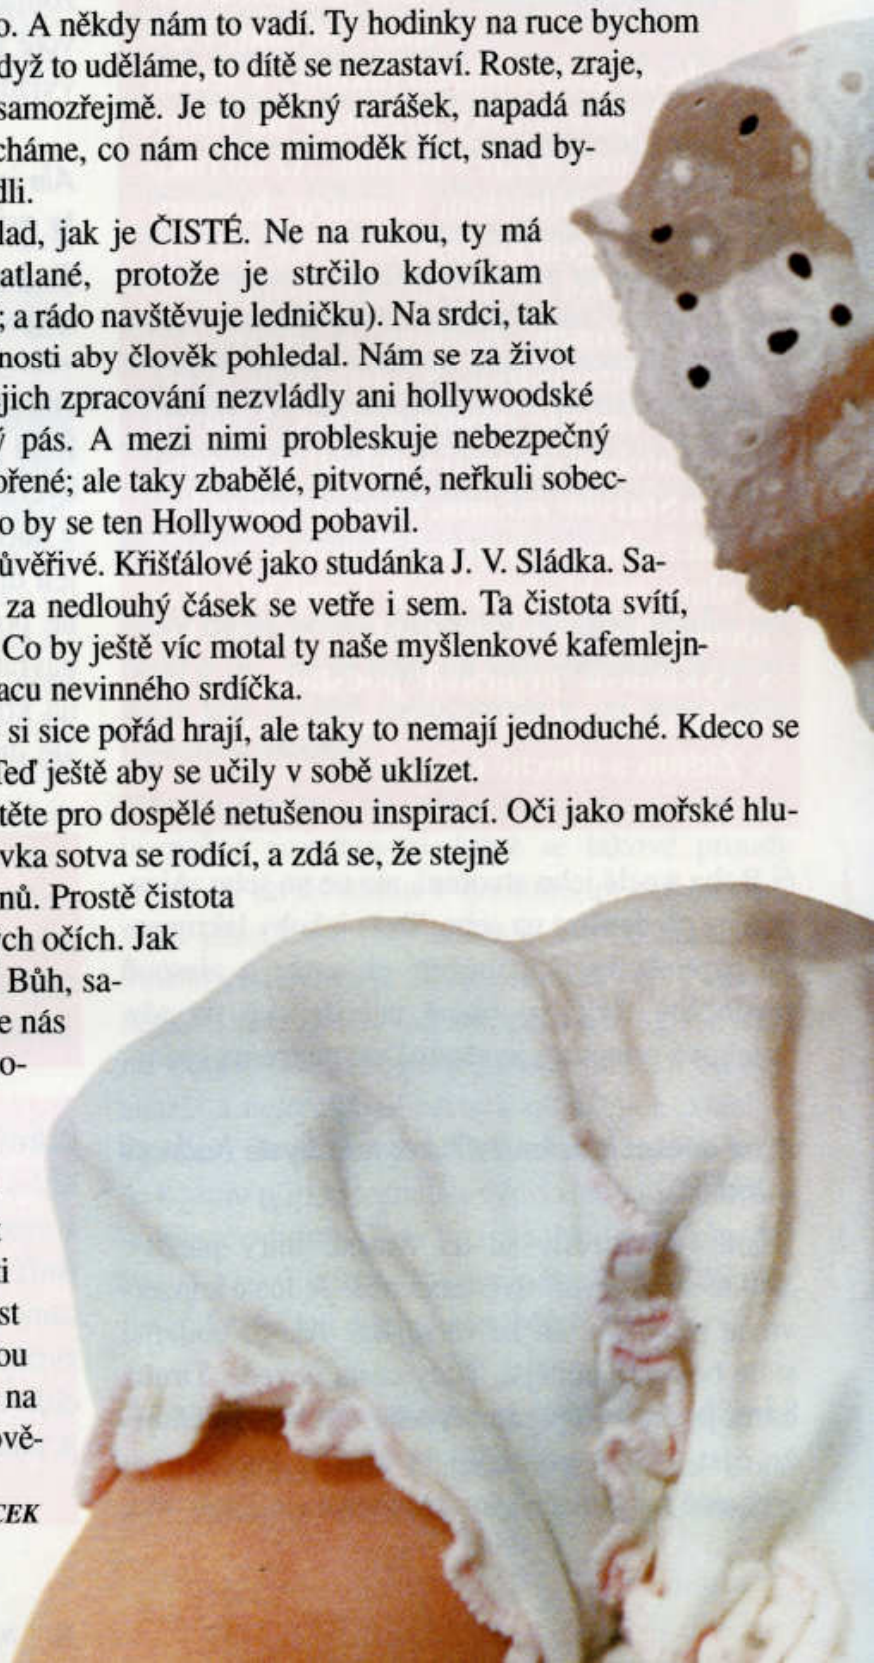 o. A někdy nám to vadí. Ty hodinky na ruce bychom
dyž to uděláme, to dítě se nezastaví. Roste, zraje,
samozřejmě. Je to pěkný rarášek, napadá nás
cháme, co nám chce mimoděk říct, snad by-
dli.
lad, jak je ČISTÉ. Ne na rukou, ty má
atlané, protože je strčilo kdovíkam
; a rádo navštěvuje ledničku). Na srdci, tak
nosti aby člověk pohledal. Nám se za život
jich zpracování nezvládly ani hollywoodské
ý pás. A mezi nimi probleskuje nebezpečný
ořené; ale taky zbabělé, pitvorné, neřkuli sobec-
o by se ten Hollywood pobavil.
ůvěřivé. Křišťálové jako studánka J. V. Sládka. Sa-
za nedlouhý čásek se vetře i sem. Ta čistota svítí,
Co by ještě víc motal ty naše myšlenkové kafemlejn-
acu nevinného srdíčka.
si sice pořád hrají, ale taky to nemají jednoduché. Kdeco se
Teď ještě aby se učily v sobě uklízet.
těte pro dospělé netušenou inspirací. Oči jako mořské hlu-
vka sotva se rodící, a zdá se, že stejně
nů. Prostě čistota
ch očích. Jak
Bůh, sa-
e nás
o-
i
st
ou
na
vě-
CEK